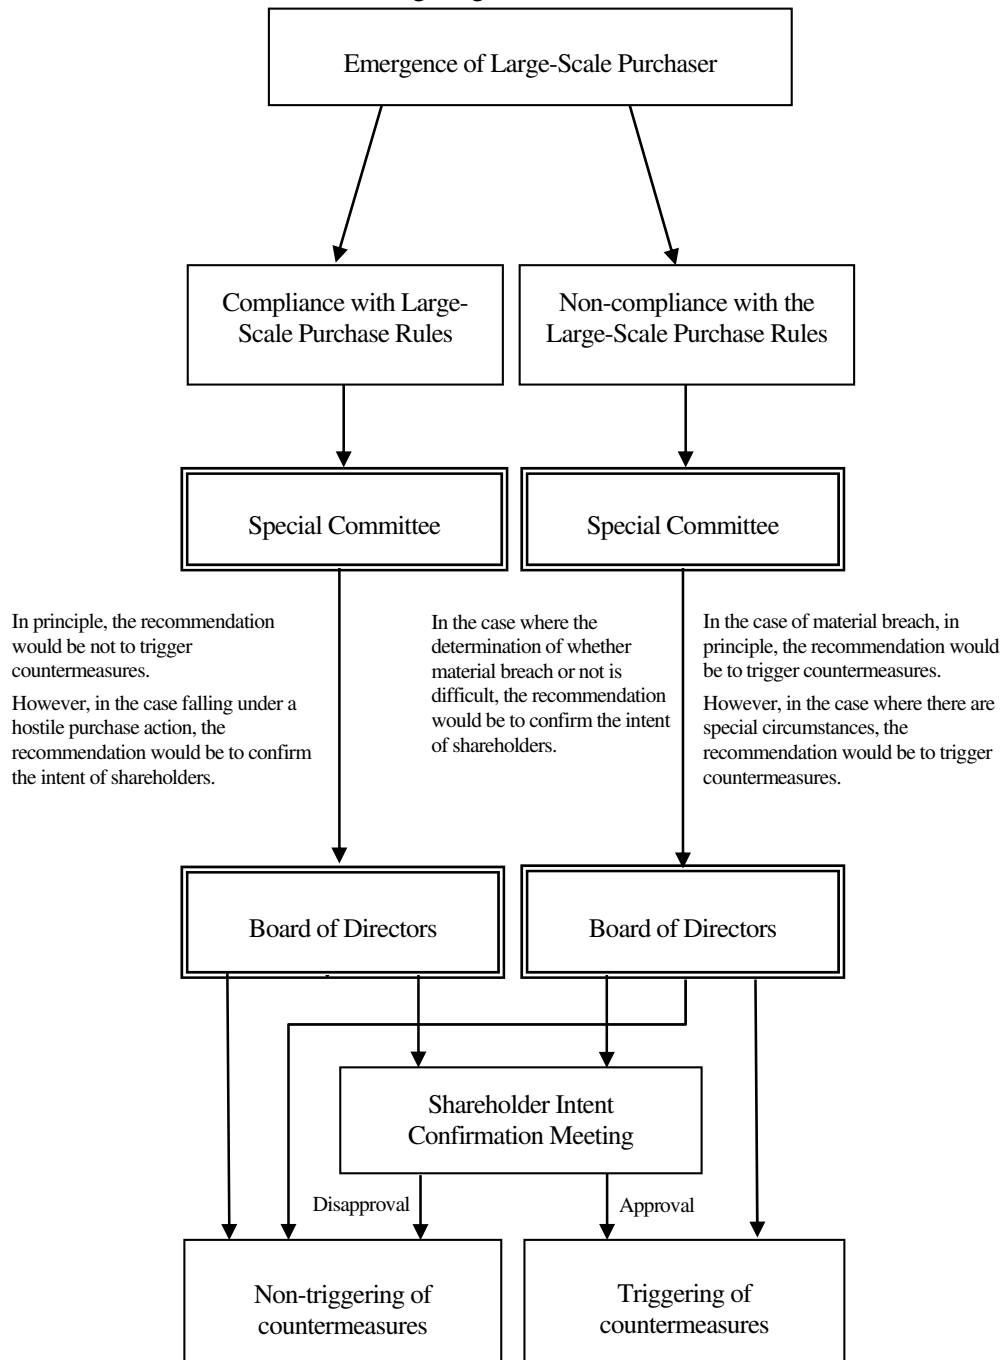 Emergence of Large-Scale Purchaser
Compliance with Large-
Scale Purchase Rules
Non-compliance with the
Large-Scale Purchase Rules
Special Committee
Special Committee
In principle, the recommendation
would be not to trigger
countermeasures.
However, in the case falling under a
hostile purchase action, the
recommendation would be to confirm
the intent of shareholders.
In the case where the
determination of whether
material breach or not is
difficult, the recommendation
would be to confirm the intent
of shareholders.
In the case of material breach, in
principle, the recommendation would
be to trigger countermeasures.
However, in the case where there are
special circumstances, the
recommendation would be to trigger
countermeasures.
Board of Directors
Board of Directors
Shareholder Intent
Confirmation Meeting
Disapproval
Approval
Non-triggering of
countermeasures
Triggering of
countermeasures